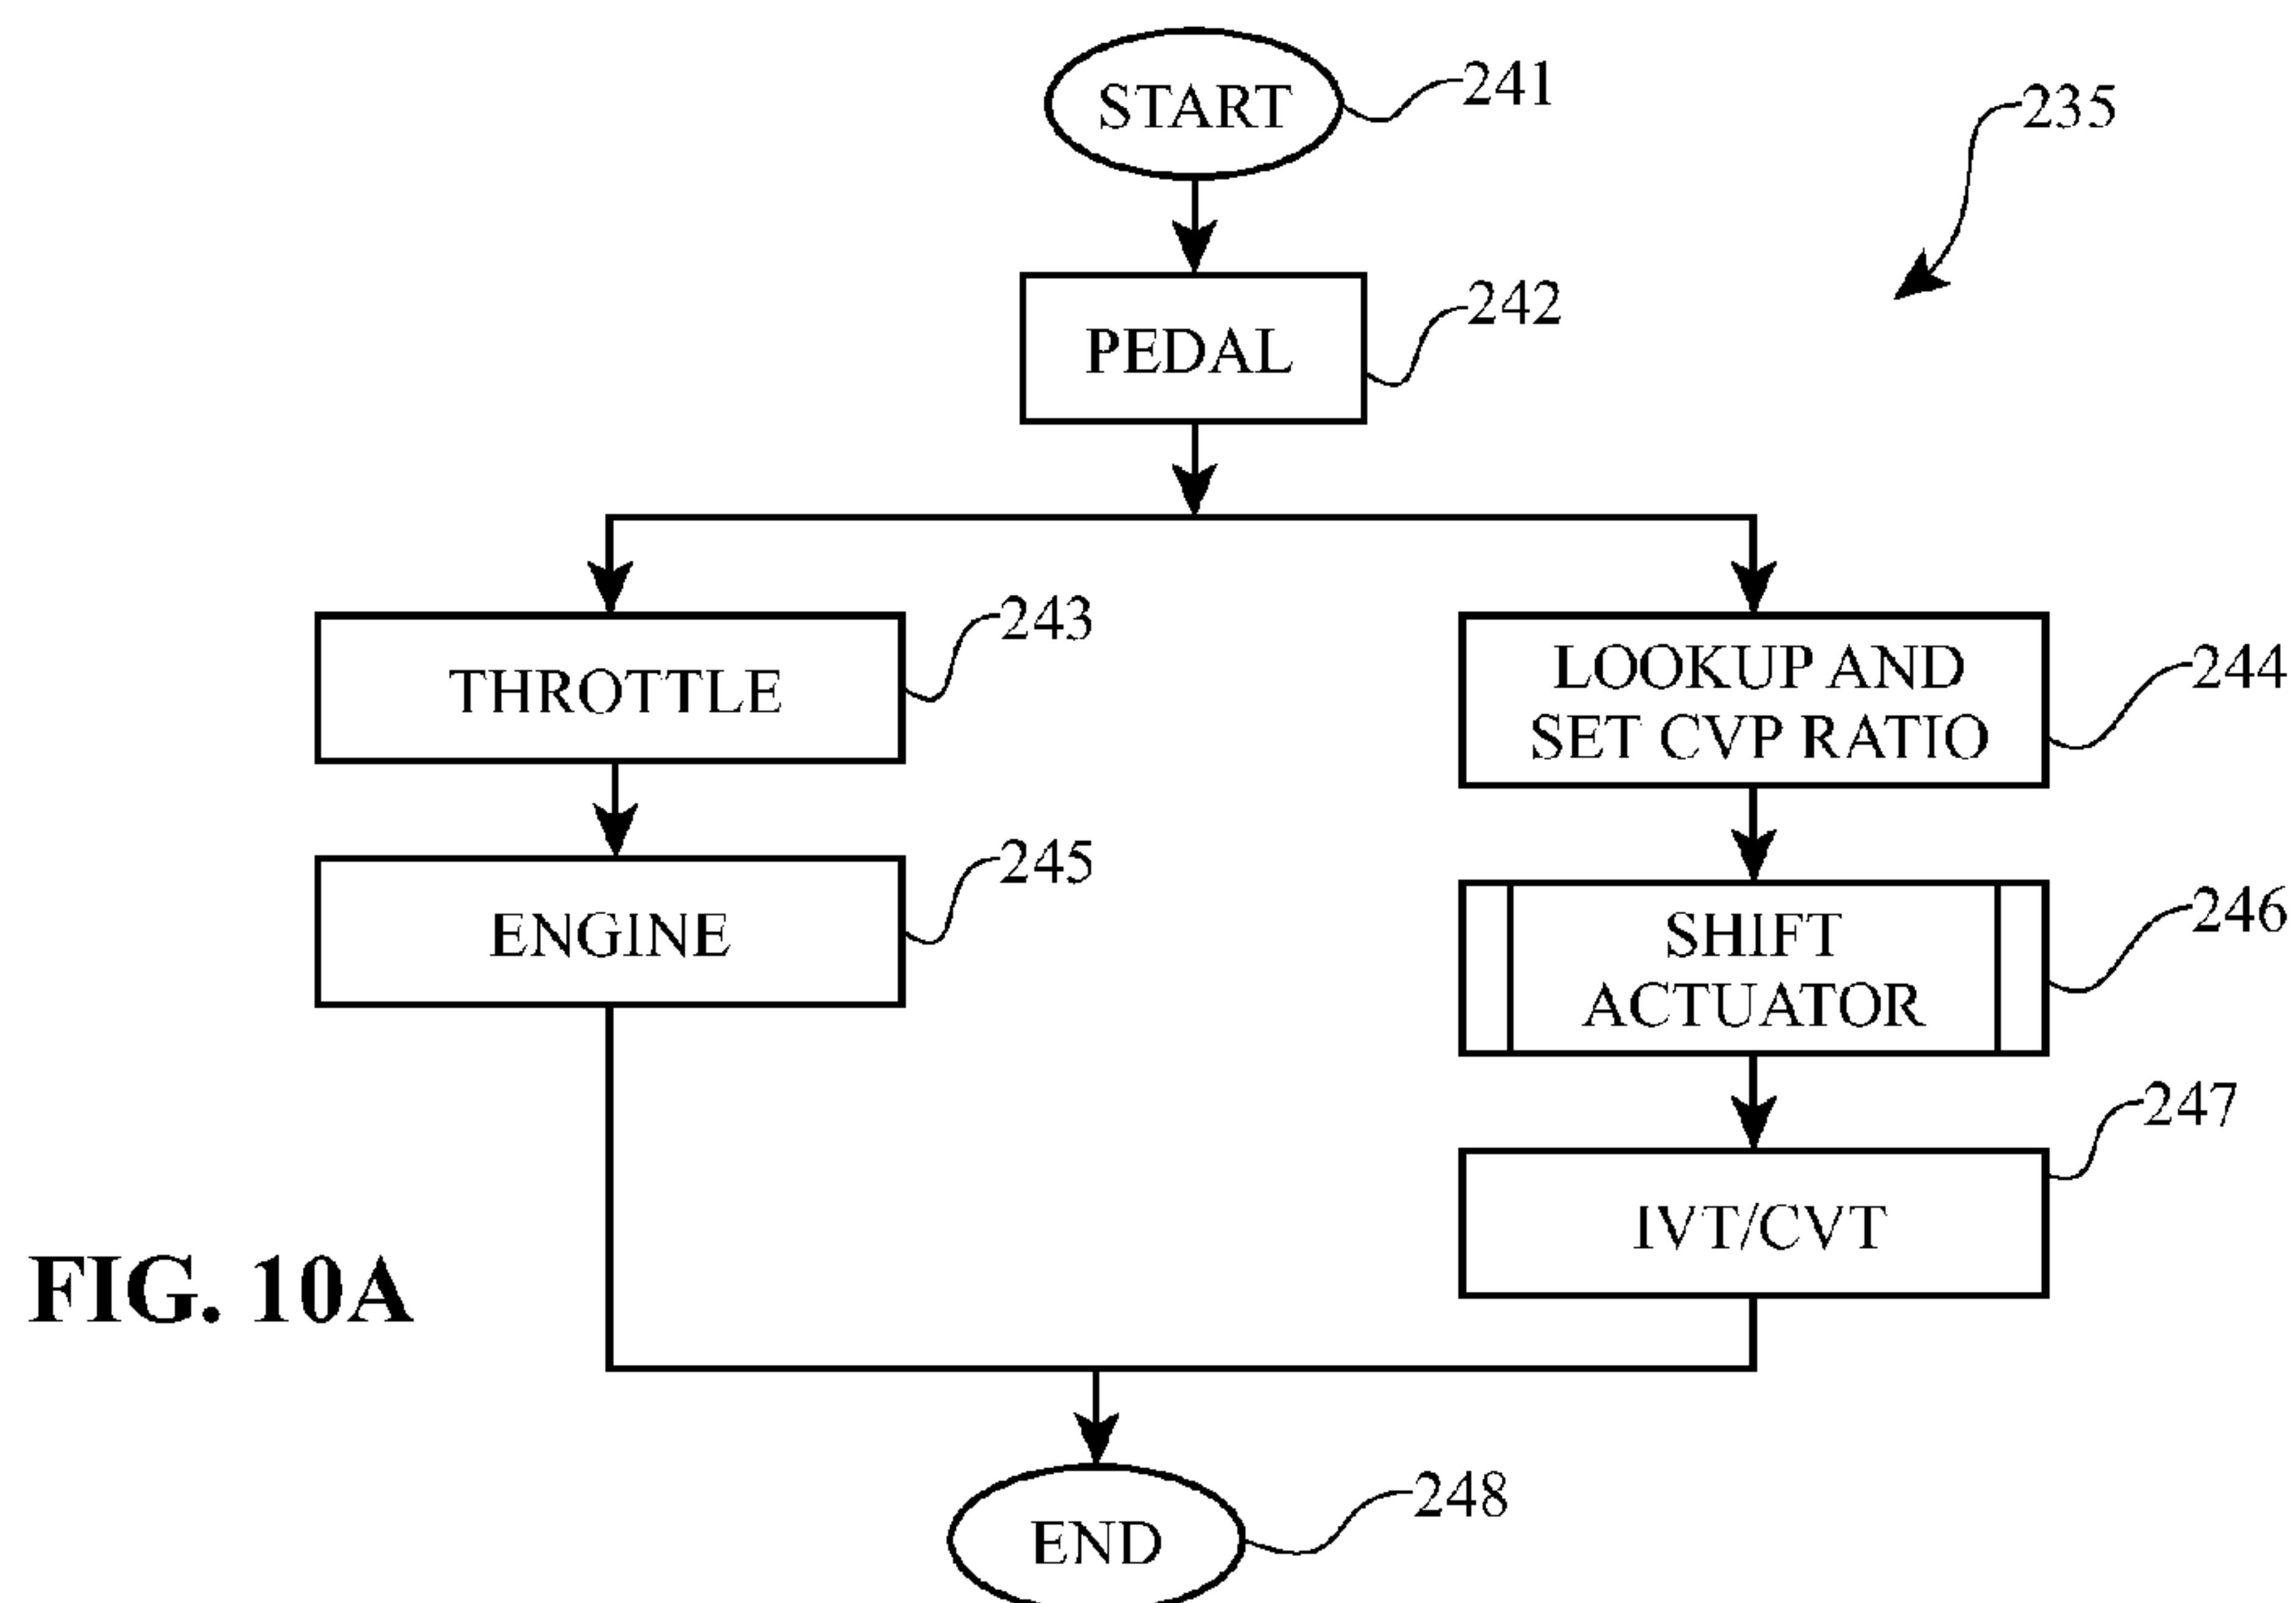 START
241
235
PEDAL
242
THROTTLE
243
LOOKUP AND
SET CVP RATIO
244
ENGINE
245
SHIFT
ACTUATOR
246
IVT/CVT
247
FIG. 10A
END
248